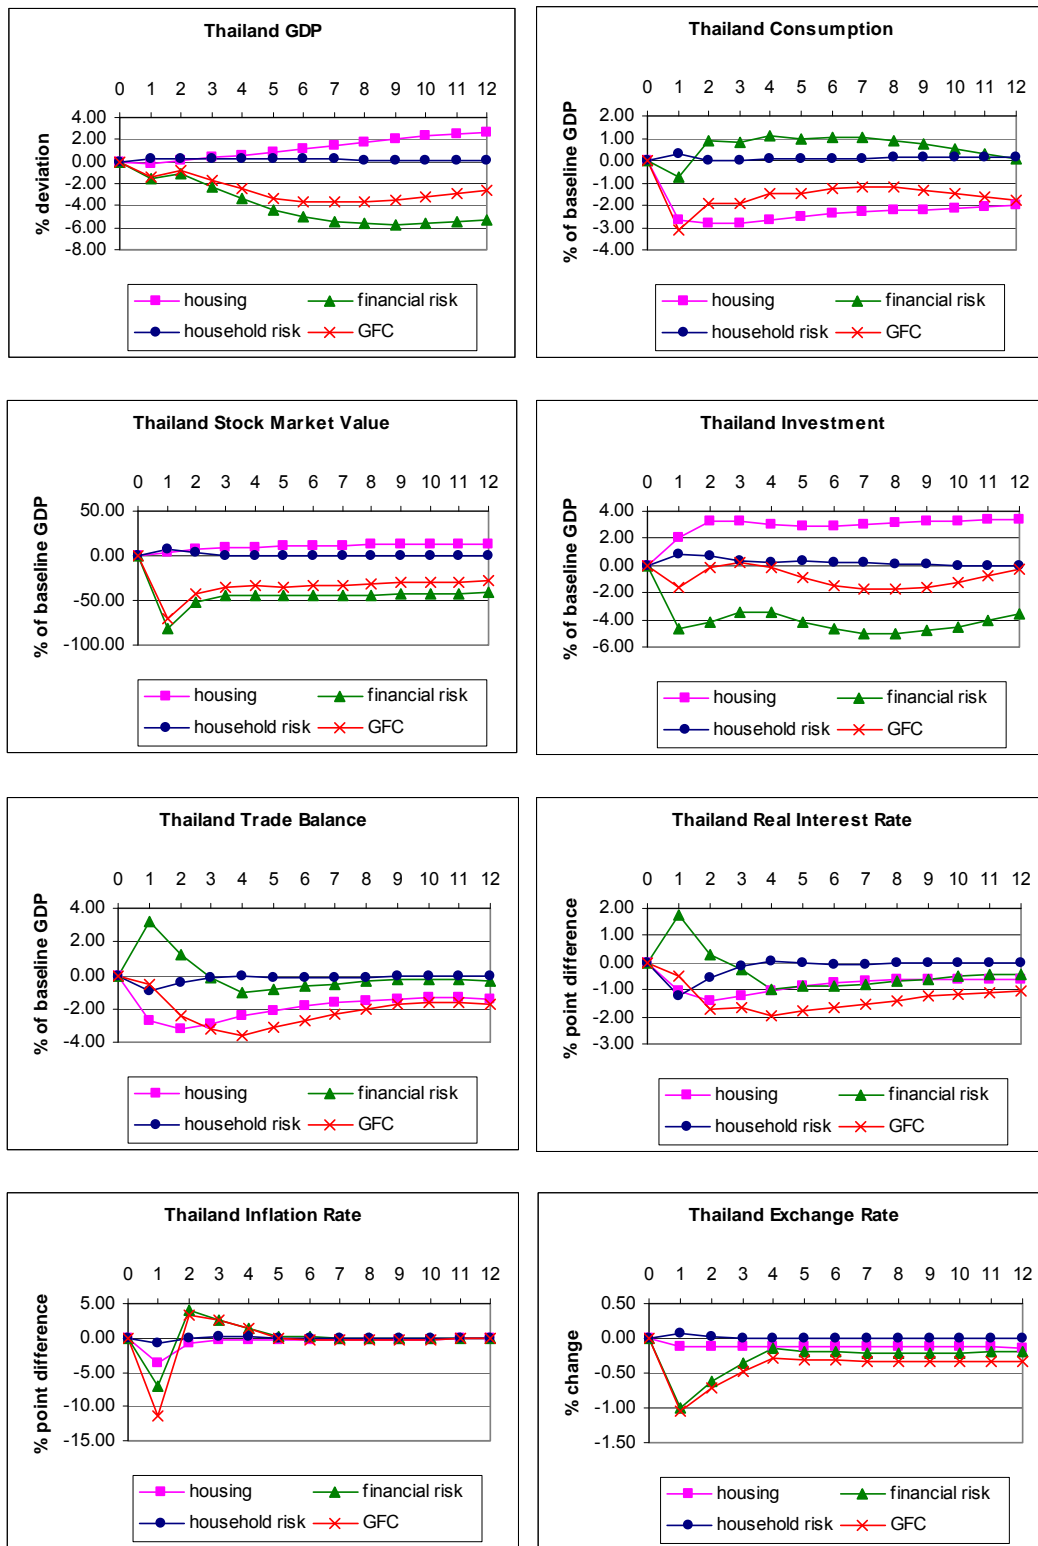 Thailand GDP
0 1 2 3 4 5 6 7 8 9 10 11 12
4.00
2.00
0.00
-2.00
-4.00
-6.00
-8.00
% deviation
housing financial risk
household risk GFC
Thailand Consumption
0 1 2 3 4 5 6 7 8 9 10 11 12
2.00
1.00
0.00
-1.00
-2.00
-3.00
-4.00
% of baseline GDP
housing financial risk
household risk GFC
Thailand Stock Market Value
0 1 2 3 4 5 6 7 8 9 10 11 12
50.00
0.00
-50.00
-100.00
% of baseline GDP
housing financial risk
household risk GFC
Thailand Investment
0 1 2 3 4 5 6 7 8 9 10 11 12
4.00
2.00
0.00
-2.00
-4.00
-6.00
% of baseline GDP
housing financial risk
household risk GFC
Thailand Trade Balance
0 1 2 3 4 5 6 7 8 9 10 11 12
4.00
2.00
0.00
-2.00
-4.00
% of baseline GDP
housing financial risk
household risk GFC
Thailand Real Interest Rate
0 1 2 3 4 5 6 7 8 9 10 11 12
2.00
1.00
0.00
-1.00
-2.00
-3.00
% point difference
housing financial risk
household risk GFC
Thailand Inflation Rate
0 1 2 3 4 5 6 7 8 9 10 11 12
5.00
0.00
-5.00
-10.00
-15.00
% point difference
housing financial risk
household risk GFC
Thailand Exchange Rate
0 1 2 3 4 5 6 7 8 9 10 11 12
0.50
0.00
-0.50
-1.00
-1.50
% change
housing financial risk
household risk GFC